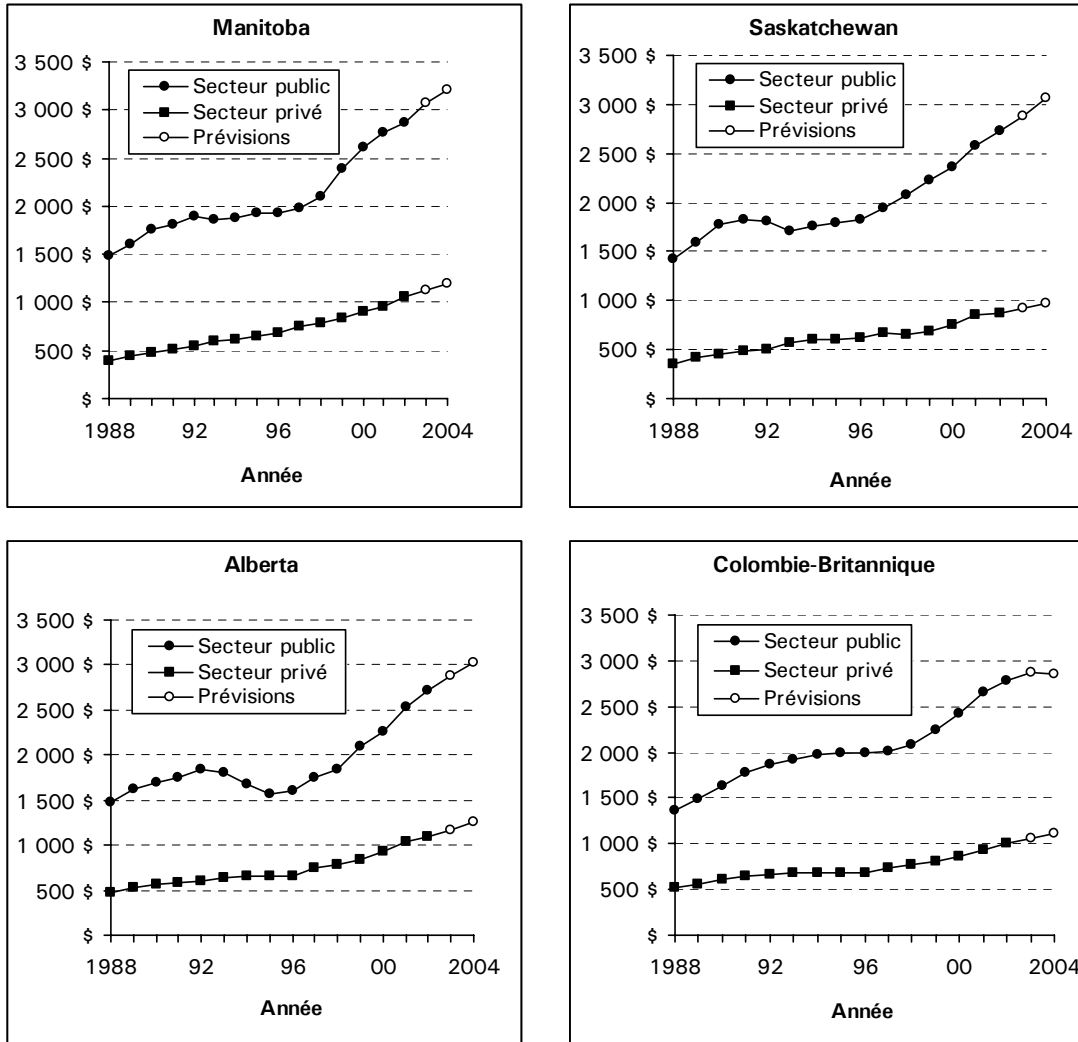 Manitoba
3 500 $
3 000 $
2 500 $
2 000 $
1 500 $
1 000 $
500 $
$
Secteur public
Secteur privé
Prévisions
1988 92 96 00 2004
Année
Saskatchewan
3 500 $
3 000 $
2 500 $
2 000 $
1 500 $
1 000 $
500 $
$
Secteur public
Secteur privé
Prévisions
1988 92 96 00 2004
Année
Alberta
3 500 $
3 000 $
2 500 $
2 000 $
1 500 $
1 000 $
500 $
$
Secteur public
Secteur privé
Prévisions
1988 92 96 00 2004
Année
Colombie-Britannique
3 500 $
3 000 $
2 500 $
2 000 $
1 500 $
1 000 $
500 $
$
Secteur public
Secteur privé
Prévisions
1988 92 96 00 2004
Année